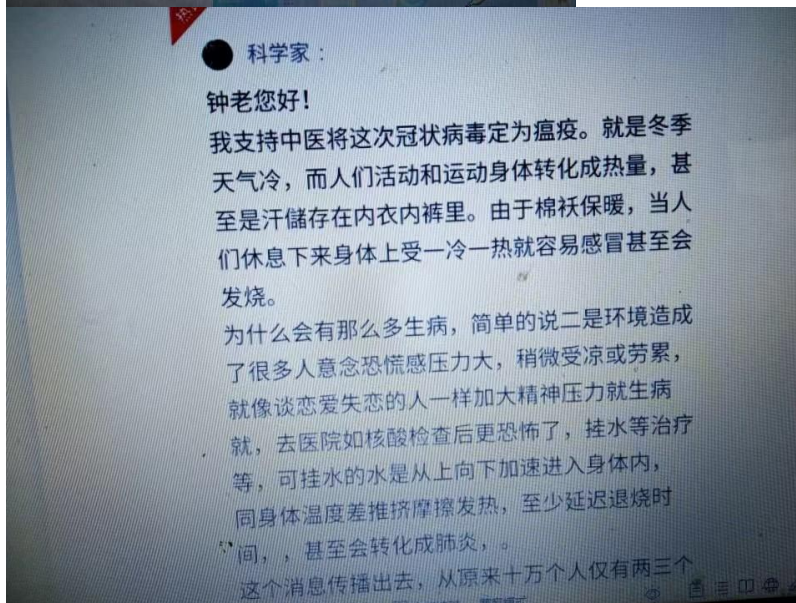 科学家：
钟老您好！
我支持中医将这次冠状病毒定为瘟疫。就是冬季
天气冷，而人们活动和运动身体转化成热量，甚
至是汗儲存在内衣内裤里。由于棉袄保暖，当人
们休息下来身体上受一冷一热就容易感冒甚至会
发烧。
为什么会有那么多生病，简单的说二是环境造成
了很多人意念恐慌感压力大，稍微受凉或劳累，
就像谈恋爱失恋的人一样加大精神压力就生病
就，去医院如核酸检查后更恐怖了，挂水等治疗
等，可挂水的水是从上向下加速进入身体内，
同身体温度差推挤摩擦发热，至少延迟退烧时
间，，甚至会转化成肺炎，。
这个消息传播出去，从原来十万个人仅有两三个